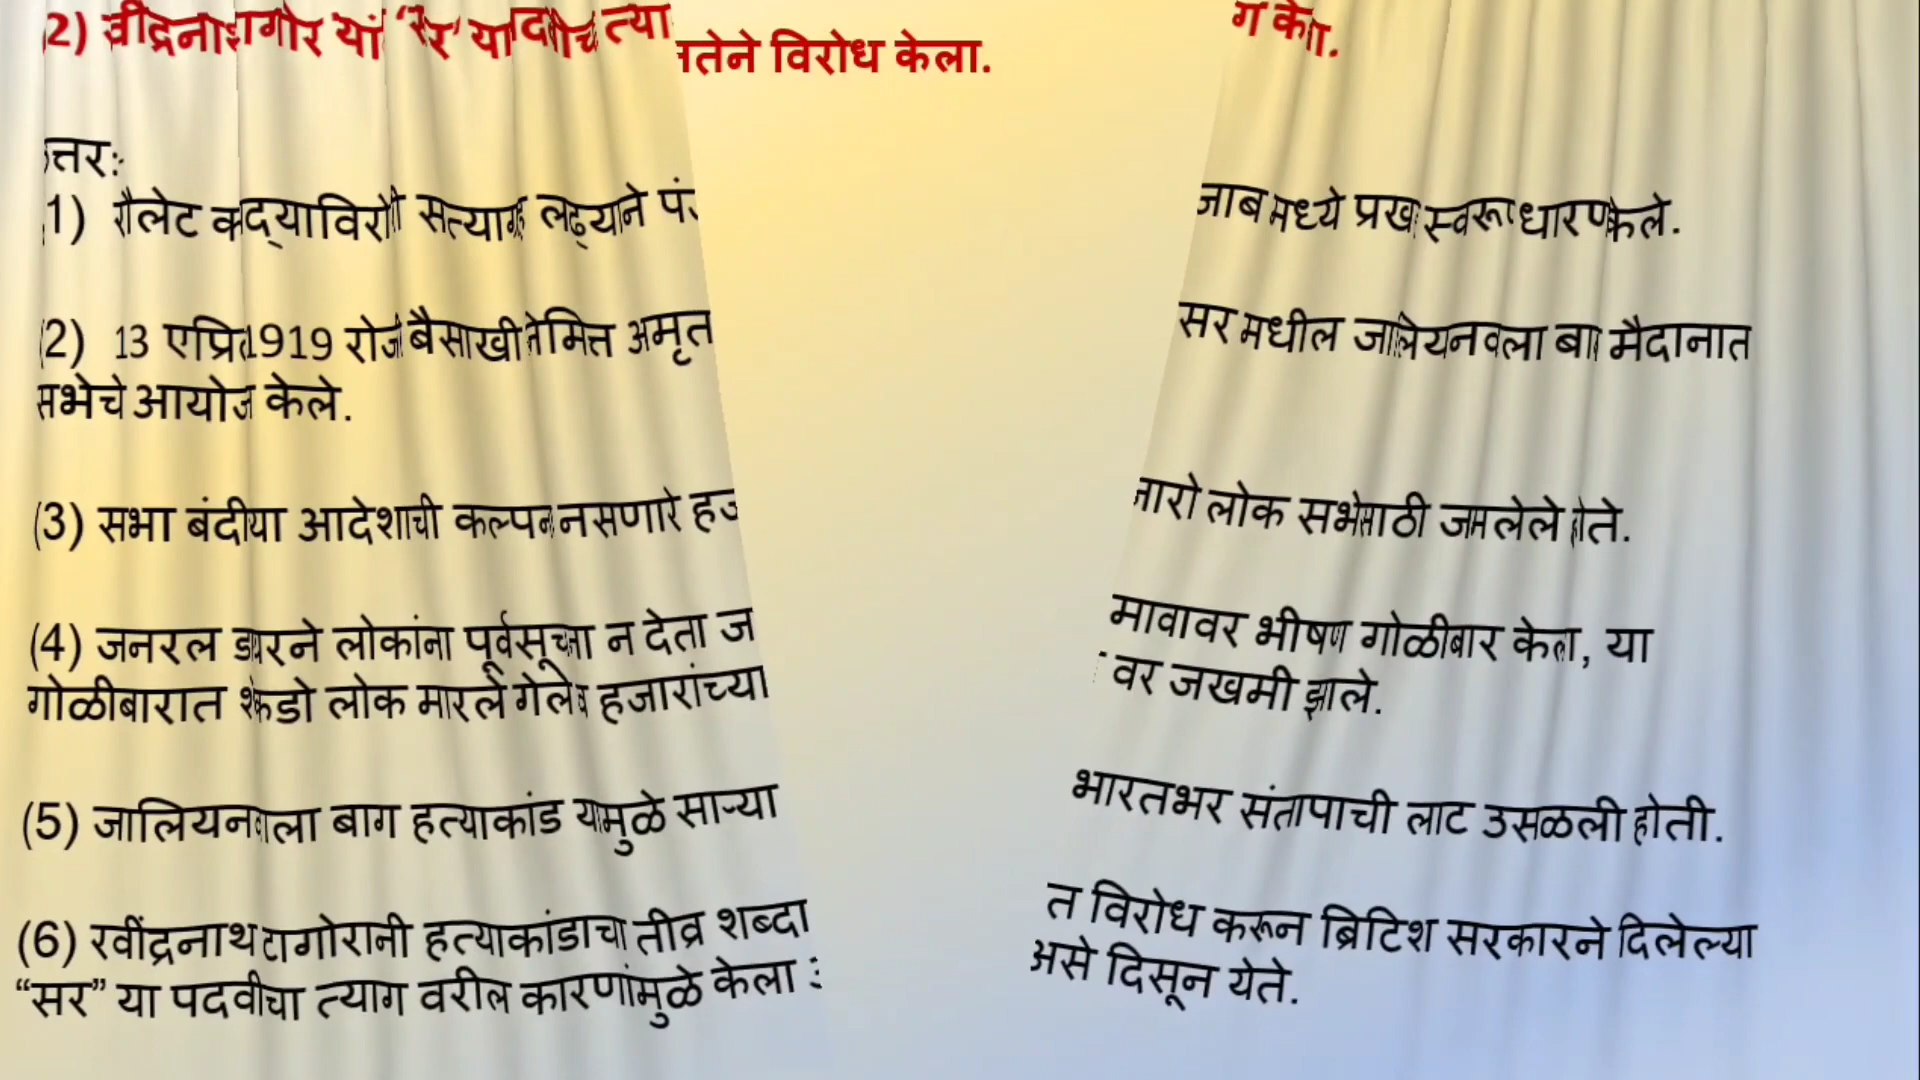 2) रवींद्रनाथ टागोर यांनी ‘सर’ या पदवीचा त्याग केला.
विरोध केला.
उत्तर:
(1) रौलेट कायद्याविरोधी सत्याग्रह लढ्याने पंजाब मध्ये प्रखर स्वरूप धारण केले.
(2) 13 एप्रिल 1919 रोजी बैसाखी निमित्त अमृतसर मधील जालियनवाला बाग मैदानात
सभेचे आयोजन केले.
(3) सभा बंदीच्या आदेशाची कल्पना नसणारे हजारो लोक सभेसाठी जमलेले होते.
(4) जनरल डायरने लोकांना पूर्वसूचना न देता जमावावर भीषण गोळीबार केला, या
गोळीबारात शेकडो लोक मारले गेले व हजारांच्या वर जखमी झाले.
(5) जालियनवाला बाग हत्याकांड यामुळे साऱ्या भारतभर संतापाची लाट उसळली होती.
(6) रवींद्रनाथ टागोरांनी हत्याकांडाचा तीव्र शब्दात विरोध करून ब्रिटिश सरकारने दिलेल्या
“सर” या पदवीचा त्याग वरील कारणांमुळे केला असे दिसून येते.